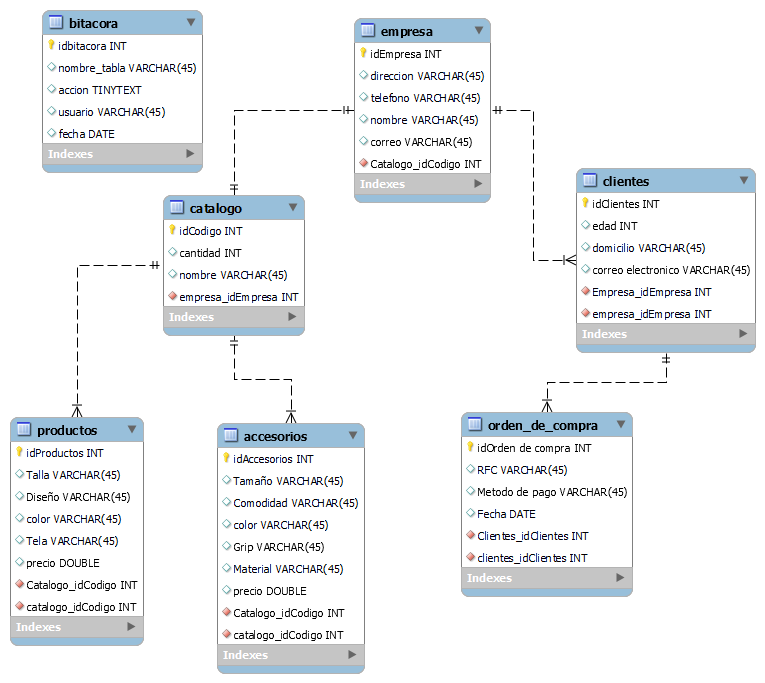 bitacora
idbitacora INT
nombre_tabla VARCHAR(45)
accion TINYTEXT
usuario VARCHAR(45)
fecha DATE
Indexes
empresa
idEmpresa INT
direccion VARCHAR(45)
telefono VARCHAR(45)
nombre VARCHAR(45)
correo VARCHAR(45)
Catalogo_idCodigo INT
Indexes
catalogo
idCodigo INT
cantidad INT
nombre VARCHAR(45)
empresa_idEmpresa INT
Indexes
clientes
idClientes INT
edad INT
domicilio VARCHAR(45)
correo electronico VARCHAR(45)
Empresa_idEmpresa INT
empresa_idEmpresa INT
Indexes
productos
idProductos INT
Talla VARCHAR(45)
Diseño VARCHAR(45)
color VARCHAR(45)
Tela VARCHAR(45)
precio DOUBLE
Catalogo_idCodigo INT
catalogo_idCodigo INT
Indexes
accesorios
idAccesorios INT
Tamaño VARCHAR(45)
Comodidad VARCHAR(45)
color VARCHAR(45)
Grip VARCHAR(45)
Material VARCHAR(45)
precio DOUBLE
Catalogo_idCodigo INT
catalogo_idCodigo INT
Indexes
orden_de_compra
idOrden de compra INT
RFC VARCHAR(45)
Metodo de pago VARCHAR(45)
Fecha DATE
Clientes_idClientes INT
clientes_idClientes INT
Indexes